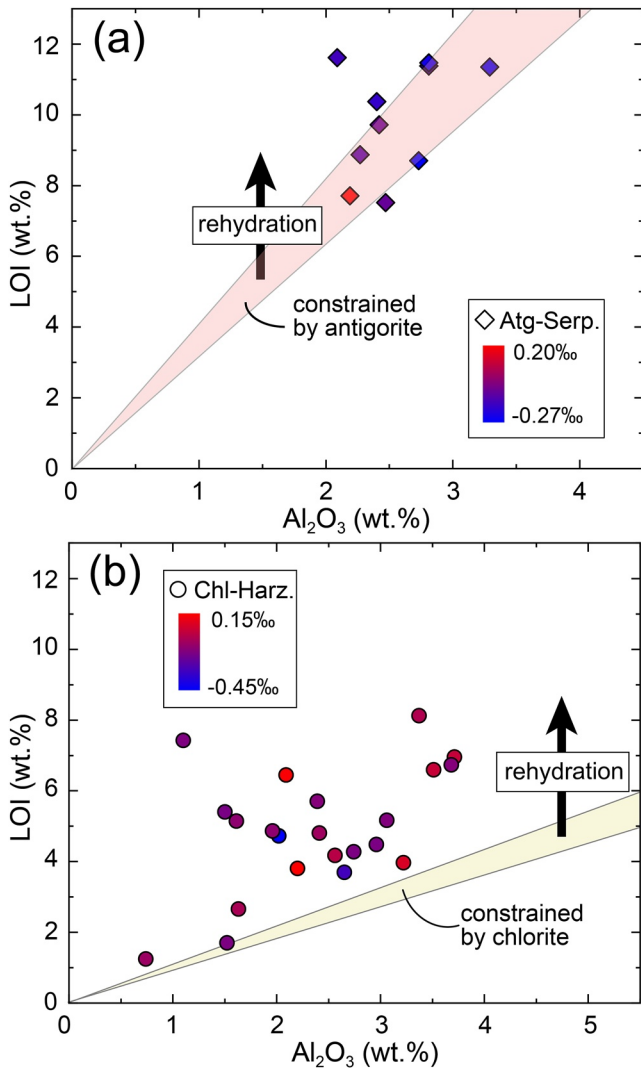 (a)
12
10
8
6
4
2
0
LOI (wt.%)
rehydration
constrained
by antigorite
Atg-Serp.
0.20‰
-0.27‰
0 1 2 3 4
Al₂O₃ (wt.%)
(b)
12
10
8
6
4
2
0
LOI (wt.%)
Chl-Harz.
0.15‰
-0.45‰
rehydration
constrained
by chlorite
0 1 2 3 4 5
Al₂O₃ (wt.%)